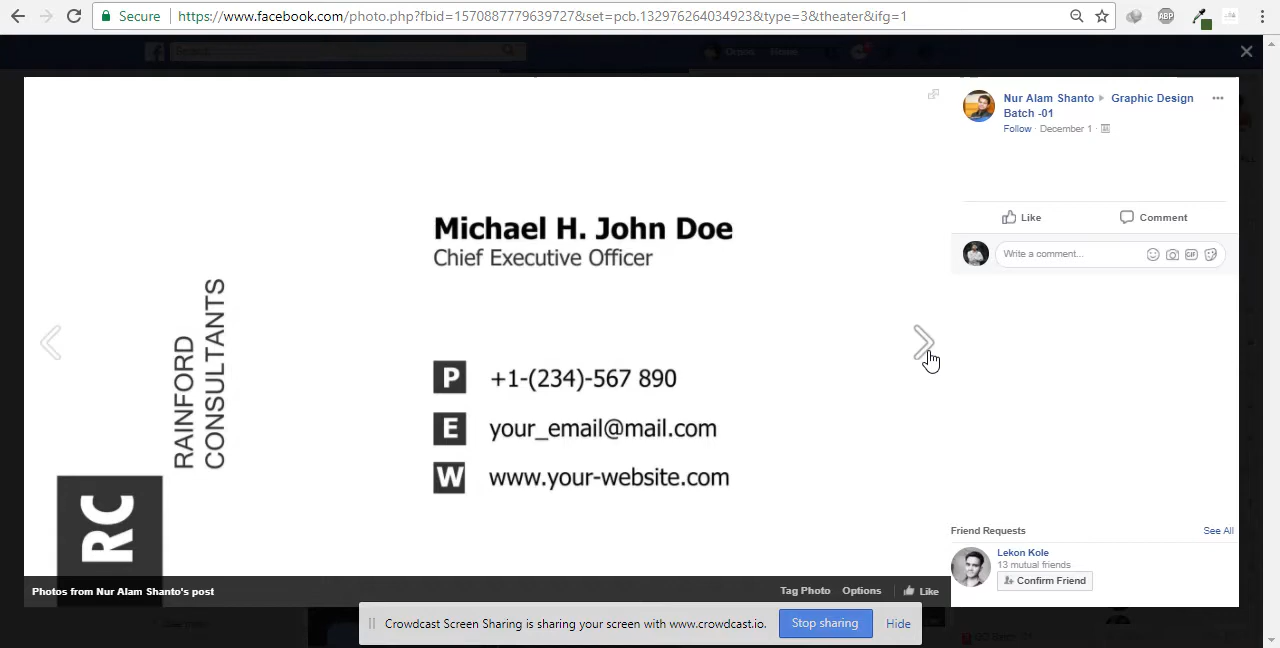 Secure
https://www.facebook.com/photo.php?fbid=1570887779639727&set=pcb.132976264034923&type=3&theater&ifg=1
ABP
Search
Home
Nur Alam Shanto ▸ Graphic Design
Batch -01
Follow · December 1 ·
Like
Comment
Write a comment...
GIF
Michael H. John Doe
Chief Executive Officer
RAINFORD
CONSULTANTS
RC
P +1-(234)-567 890
E your_email@mail.com
W www.your-website.com
Friend Requests
See All
Lekon Kole
13 mutual friends
Confirm Friend
Photos from Nur Alam Shanto's post
Tag Photo
Options
Like
Crowdcast Screen Sharing is sharing your screen with www.crowdcast.io.
Stop sharing
Hide